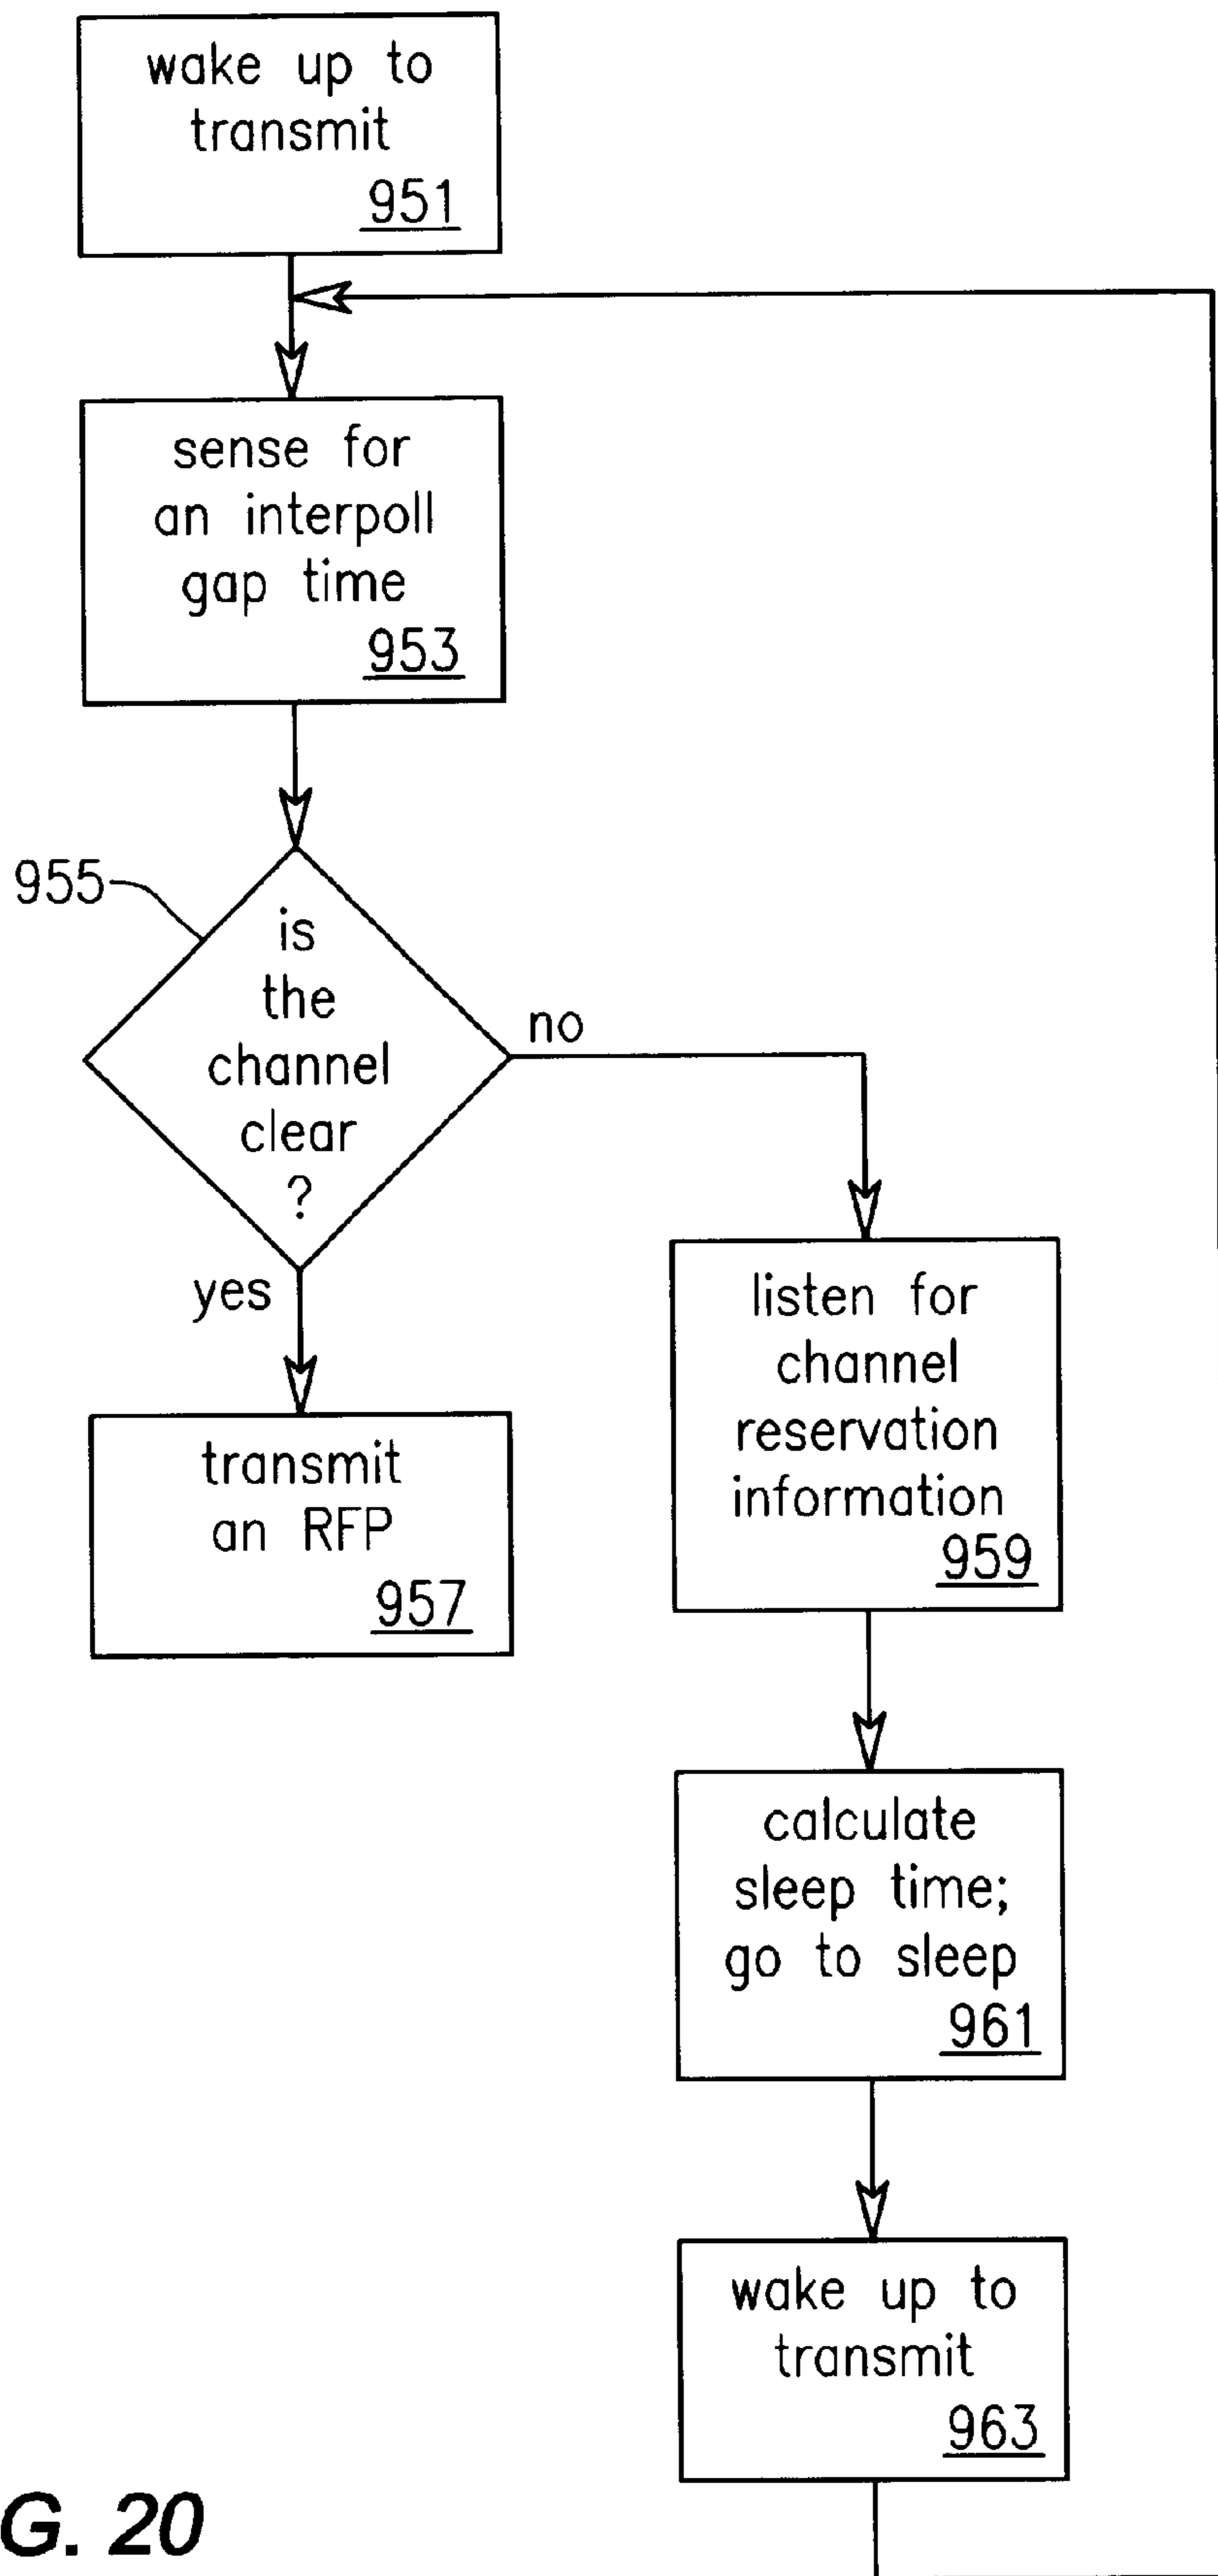 wake up to
transmit
951
sense for
an interpoll
gap time
953
955
is
the
channel
clear
?
no
yes
transmit
an RFP
957
listen for
channel
reservation
information
959
calculate
sleep time;
go to sleep
961
wake up to
transmit
963
G. 20